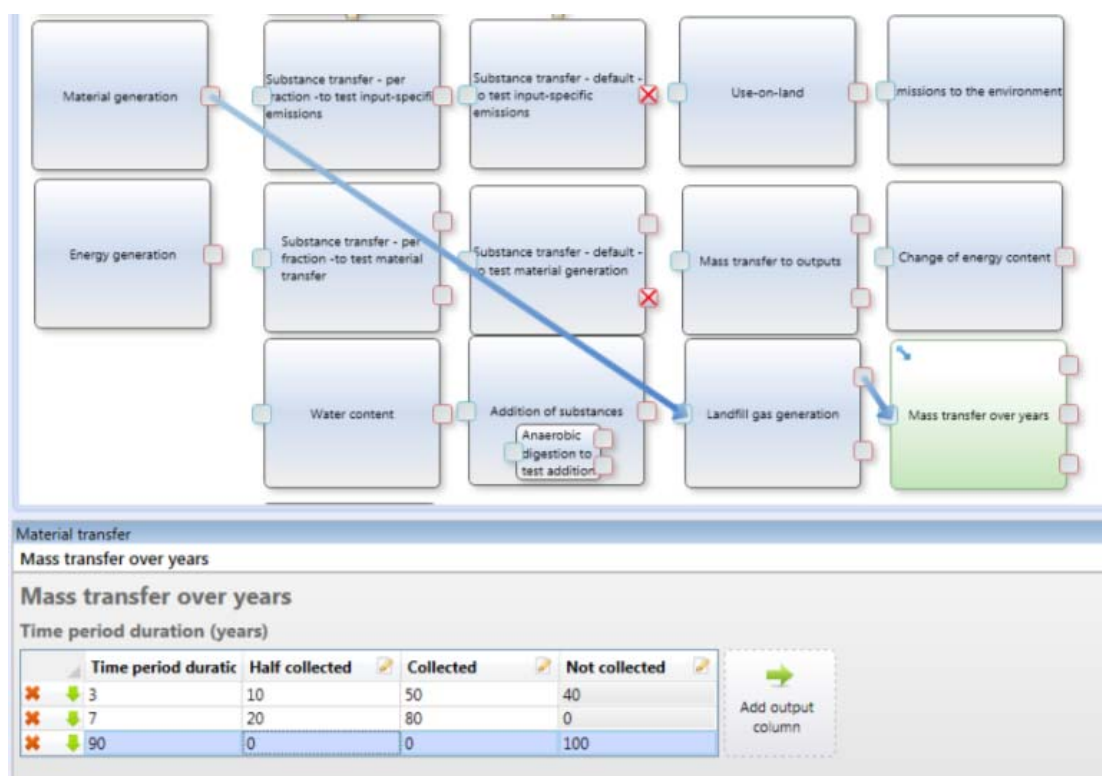 Material generation
Substance transfer - per
fraction -to test input-specifi
emissions
Substance transfer - default -
to test input-specific
emissions
Use-on-land
missions to the environment
Energy generation
Substance transfer - per
fraction -to test material
transfer
Substance transfer - default -
to test material generation
Mass transfer to outputs
Change of energy content
Water content
Addition of substances
Anaerobic
digestion to
test addition
Landfill gas generation
Mass transfer over years
Material transfer
Mass transfer over years
Mass transfer over years
Time period duration (years)
Time period duratic Half collected Collected Not collected
3 10 50 40
7 20 80 0
90 0 0 100
Add output
column